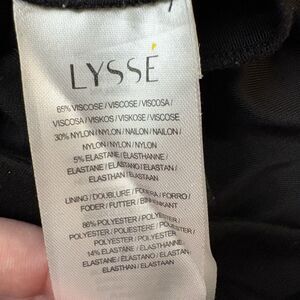 LYSSÉ
65% VISCOSE / VISCOSE / VISCOSA /
VISCOSA / VISKOS / VISKOSE / VISCOSE
30% NYLON / NYLON / NAILON / NAILON /
NYLON / NYLON / NYLON
5% ELASTANE / ELASTHANNE /
ELASTANE / ELASTANO / ELASTAN /
ELASTHAN / ELASTAAN
LINING / DOUBLURE / FODERA / FORRO /
FODER / FUTTER / BINNENKANT
86% POLYESTER / POLYESTER /
POLYESTER / POLIESTERE / POLIESTER /
POLYESTER / POLYESTER
14% ELASTANE / ELASTHANNE
ELASTANE / ELASTANO / ELASTAN /
ELASTHAN / ELASTAAN